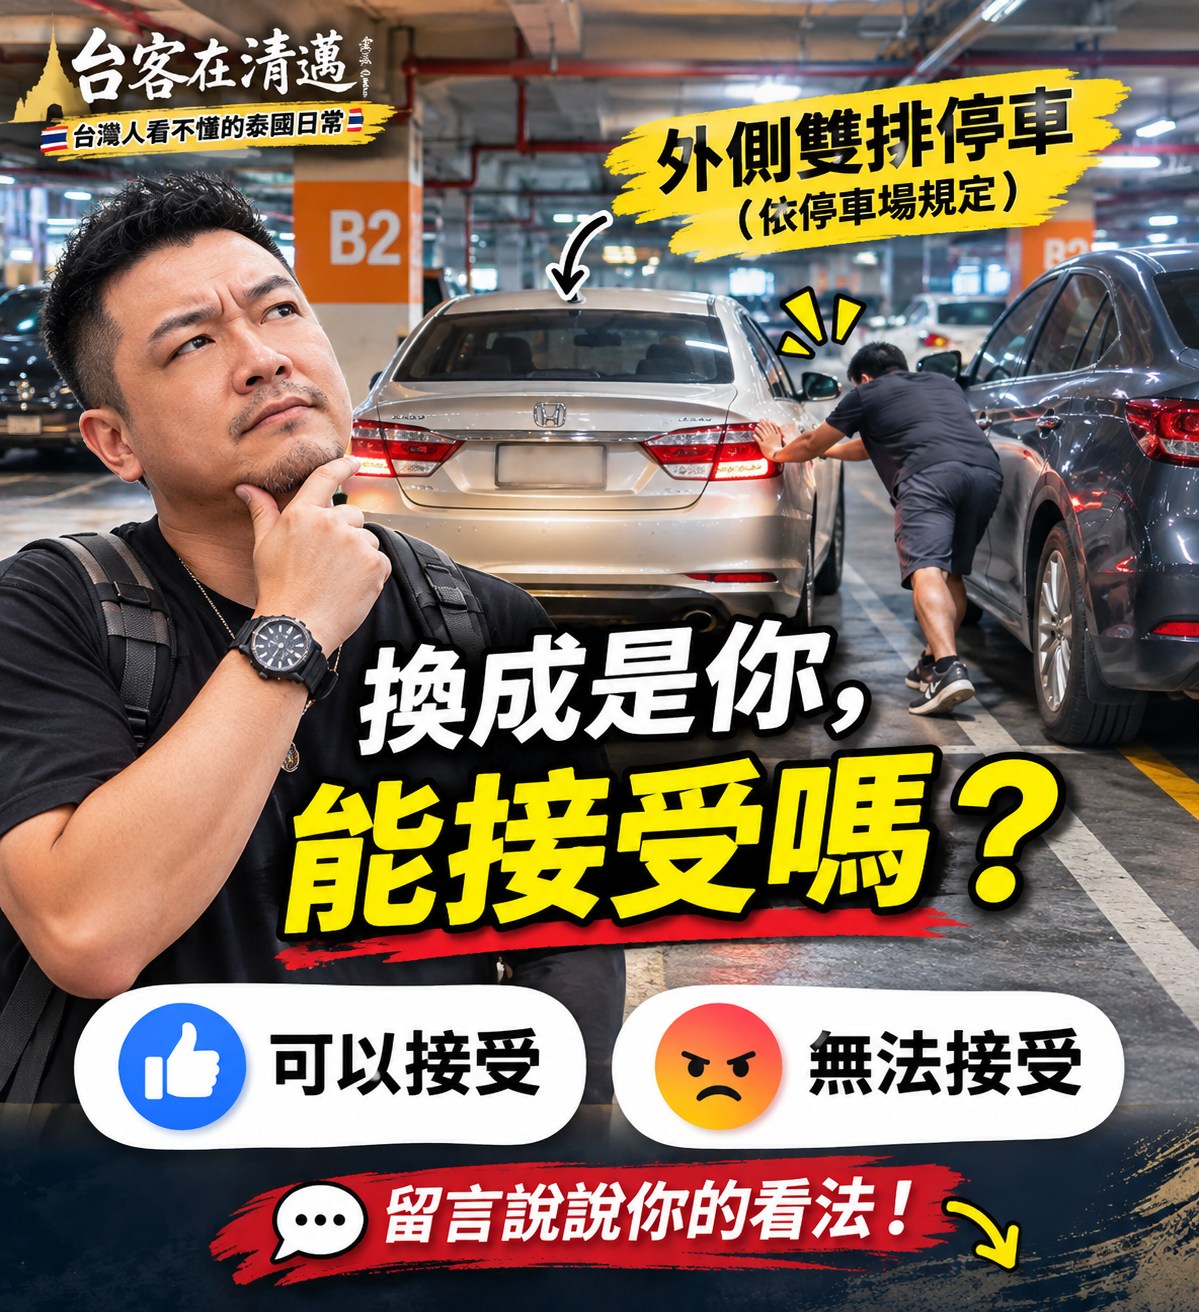 台客在清邁
台灣人看不懂的泰國日常
外側雙排停車
（依停車場規定）
B2
B2
換成是你，
能接受嗎？
可以接受
無法接受
留言說說你的看法！